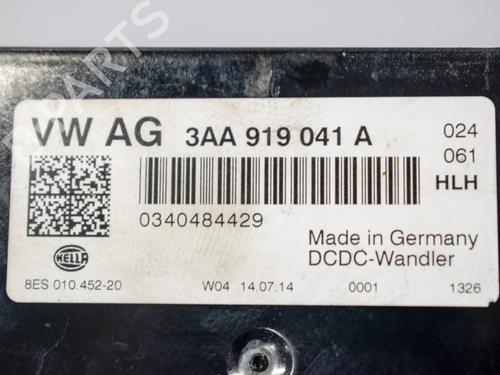 VW AG 3AA 919 041 A 024
061
HLH
0340484429
Made in Germany
DCDC-Wandler
HELLA
8ES 010.452-20 W04 14.07.14 0001 1326